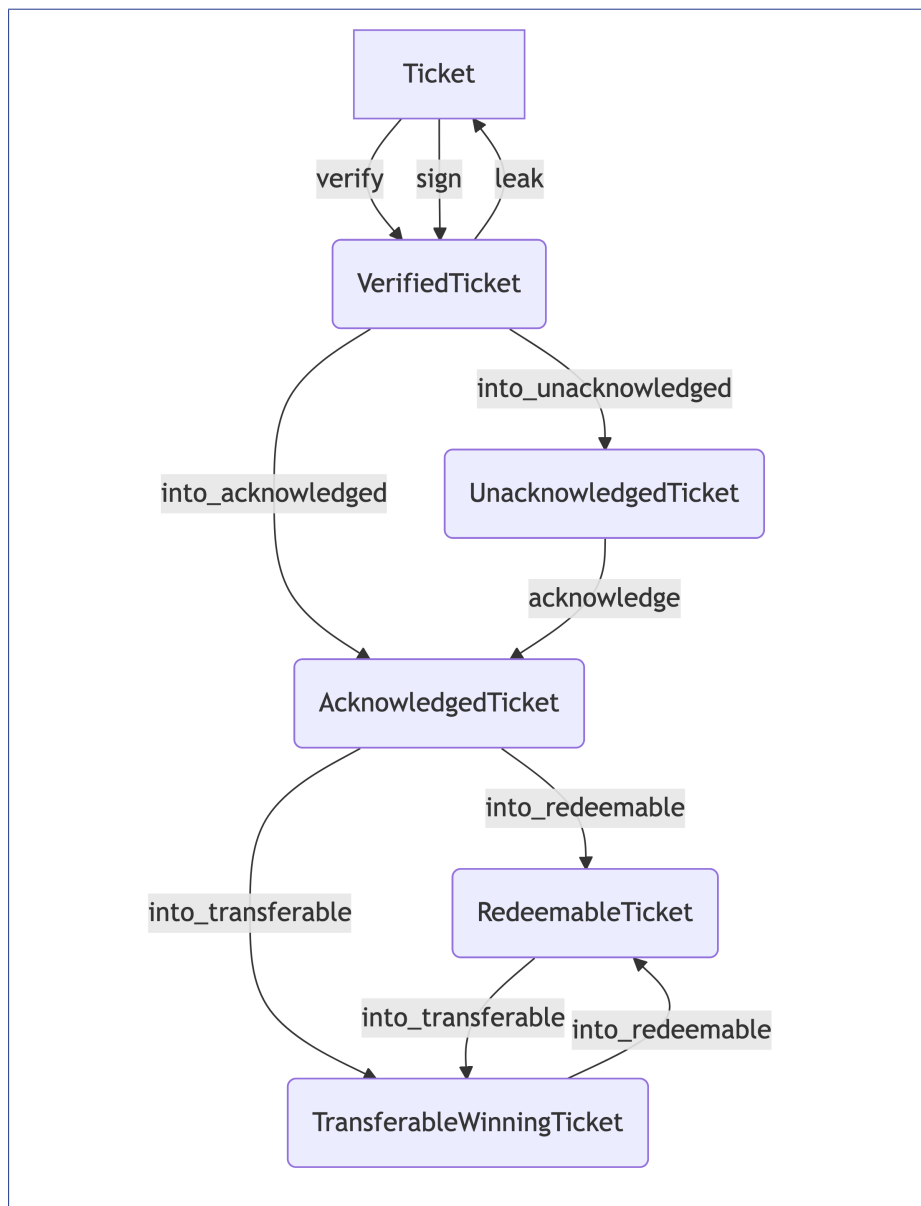 Ticket
verify
sign
leak
VerifiedTicket
into_unacknowledged
into_acknowledged
UnacknowledgedTicket
acknowledge
AcknowledgedTicket
into_redeemable
into_transferable
RedeemableTicket
into_transferable
into_redeemable
TransferableWinningTicket